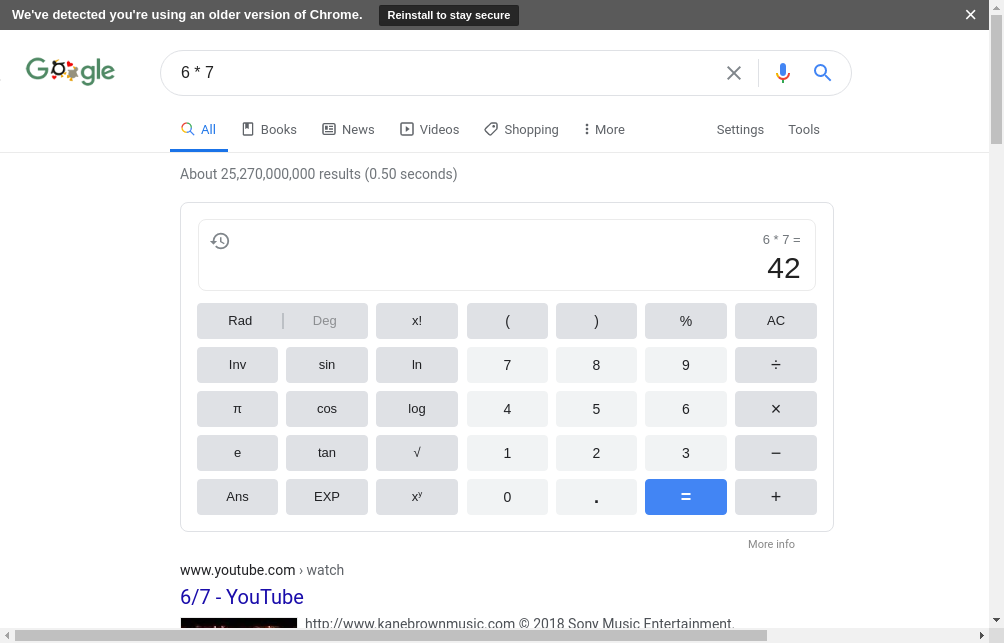 We've detected you're using an older version of Chrome. Reinstall to stay secure ×
Google
6 * 7
All Books News Videos Shopping More Settings Tools
About 25,270,000,000 results (0.50 seconds)
6 * 7 =
42
Rad Deg x! ( ) % AC
Inv sin ln 7 8 9 ÷
π cos log 4 5 6 ×
e tan √ 1 2 3 −
Ans EXP xʸ 0 . = +
More info
www.youtube.com › watch
6/7 - YouTube
http://www.kanebrownmusic.com © 2018 Sony Music Entertainment.